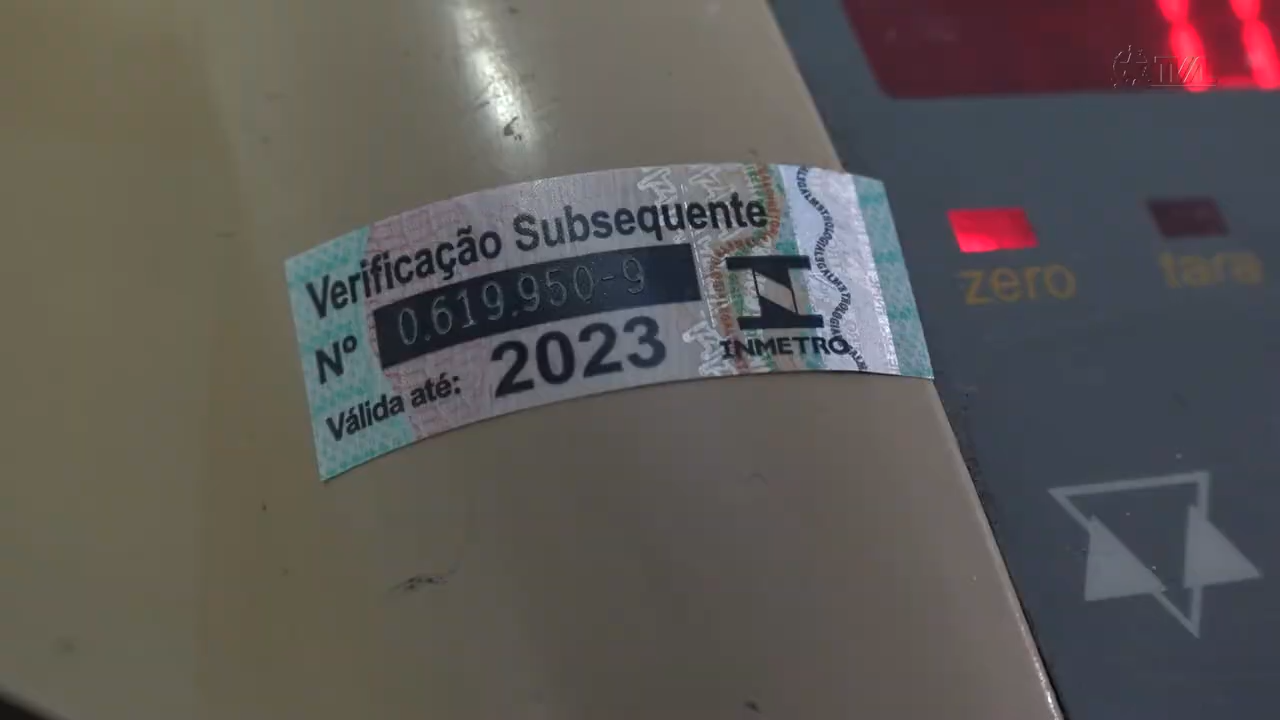 Verificação Subsequente
Nº 0.619.950-9
Válida até: 2023
INMETRO
zero
tara